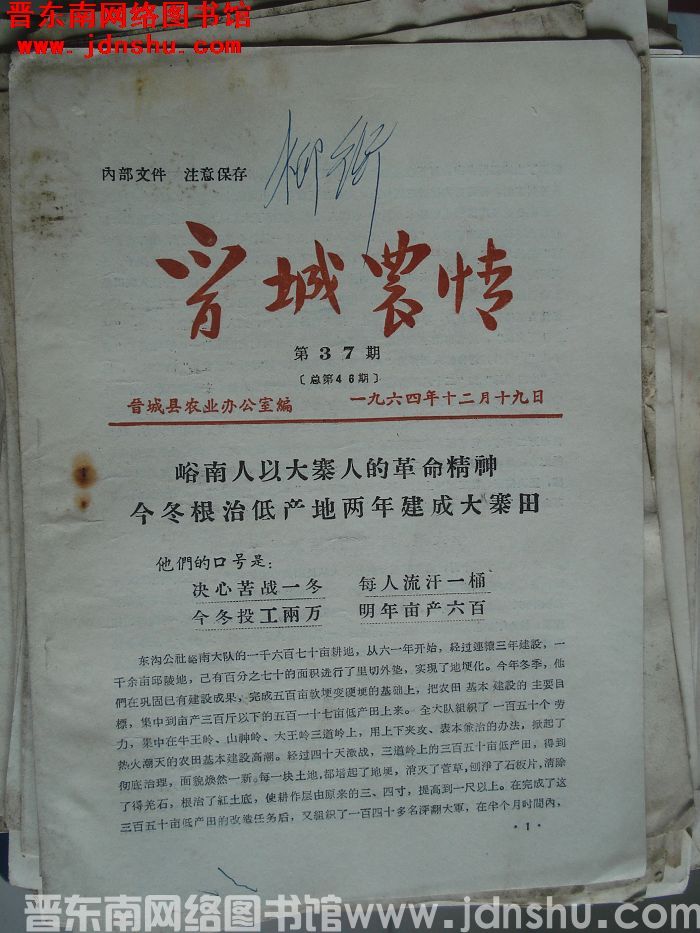 晋东南网络图书馆
www.jdnshu.com
內部文件 注意保存
晋城農情
第37期
〔总第46期〕
晋城县农业办公室編 一九六四年十二月十九日
峪南人以大寨人的革命精神
今冬根治低产地两年建成大寨田
他們的口号是：
决心苦战一冬 每人流汗一桶
今冬投工兩万 明年亩产六百
东沟公社峪南大队的一千六百七十亩耕地，从六一年开始，经过連續三年建設，一
千余亩邱陵地，己有百分之七十的面积进行了里切外垫，实現了地埂化。今年冬季，他
們在巩固已有建設成果，完成五百亩软埂变硬埂的基础上，把农田基本建設的主要目
標，集中到亩产三百斤以下的五百一十七亩低产田上来。全大队組织了一百五十个劳
力，集中在牛王岭、山神岭、大王岭三道岭上，用上下夹攻、表本兼治的办法，掀起了
热火潮天的农田基本建設高潮。经过四十天激战，三道岭上的三百五十亩低产田，得到
彻底治理，面貌煥然一新。每一块土地，都培起了地埂，消灭了菅草，刨淨了石板片，清除
了得羌石，根治了紅土底，使耕作层由原来的三、四寸，提高到一尺以上。在完成了这
三百五十亩低产田的改造任务后，又組织了一百四十多名深翻大軍，在半个月时間內，
·1·
晋东南网络图书馆www.jdnshu.com